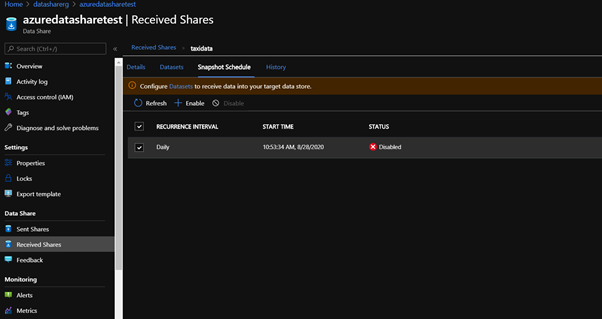 Home > datasharerg > azuredatasharetest
azuredatasharetest | Received Shares
Data Share
Search (Ctrl+/)
«
Overview
Activity log
Access control (IAM)
Tags
Diagnose and solve problems
Settings
Properties
Locks
Export template
Data Share
Sent Shares
Received Shares
Feedback
Monitoring
Alerts
Metrics
Received Shares > taxidata
Details Datasets Snapshot Schedule History
Configure Datasets to receive data into your target data store.
Refresh Enable Disable
RECURRENCE INTERVAL START TIME STATUS
Daily 10:53:34 AM, 8/28/2020 Disabled